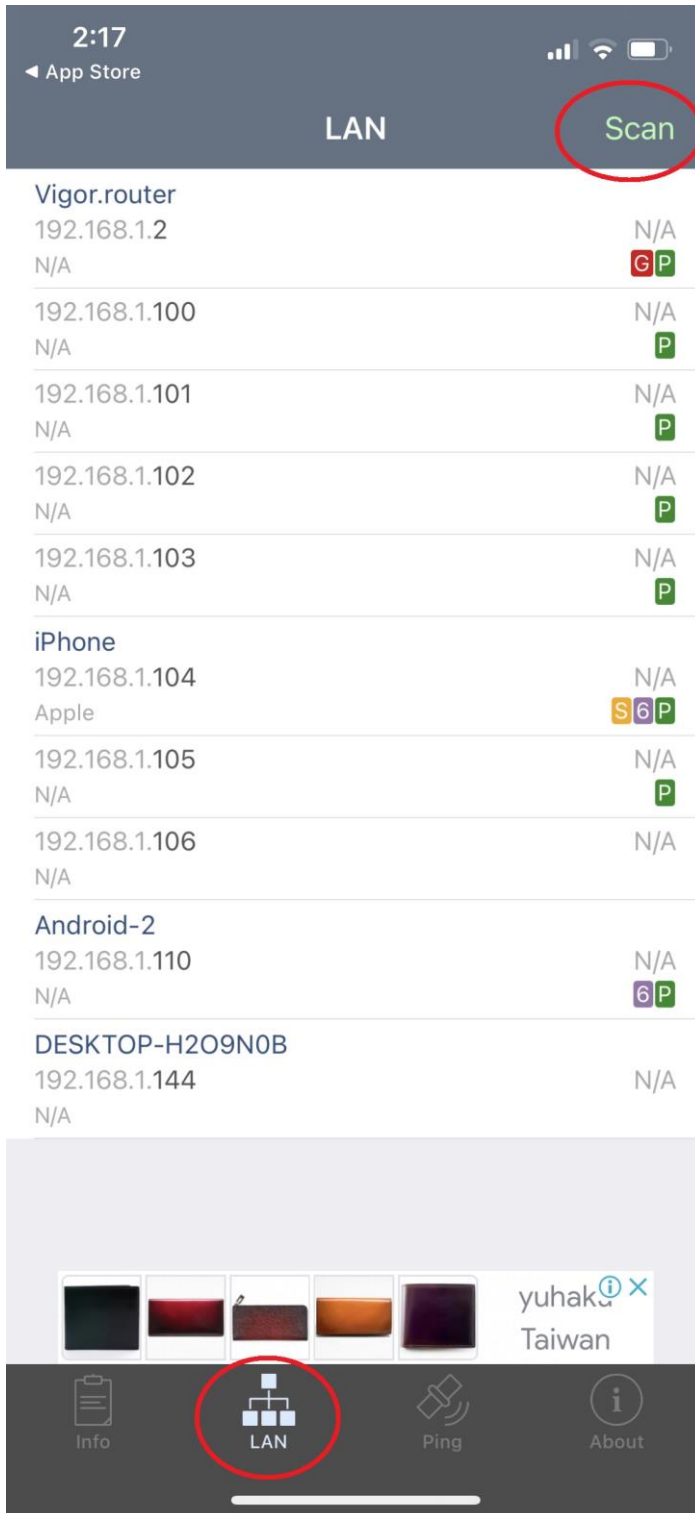 2:17
◀ App Store
LAN
Scan
Vigor.router
192.168.1.2 N/A
N/A G P
192.168.1.100 N/A
N/A P
192.168.1.101 N/A
N/A P
192.168.1.102 N/A
N/A P
192.168.1.103 N/A
N/A P
iPhone
192.168.1.104 N/A
Apple S 6 P
192.168.1.105 N/A
N/A P
192.168.1.106 N/A
N/A
Android-2
192.168.1.110 N/A
N/A 6 P
DESKTOP-H2O9N0B
192.168.1.144 N/A
N/A
Taiwan
Info LAN Ping About